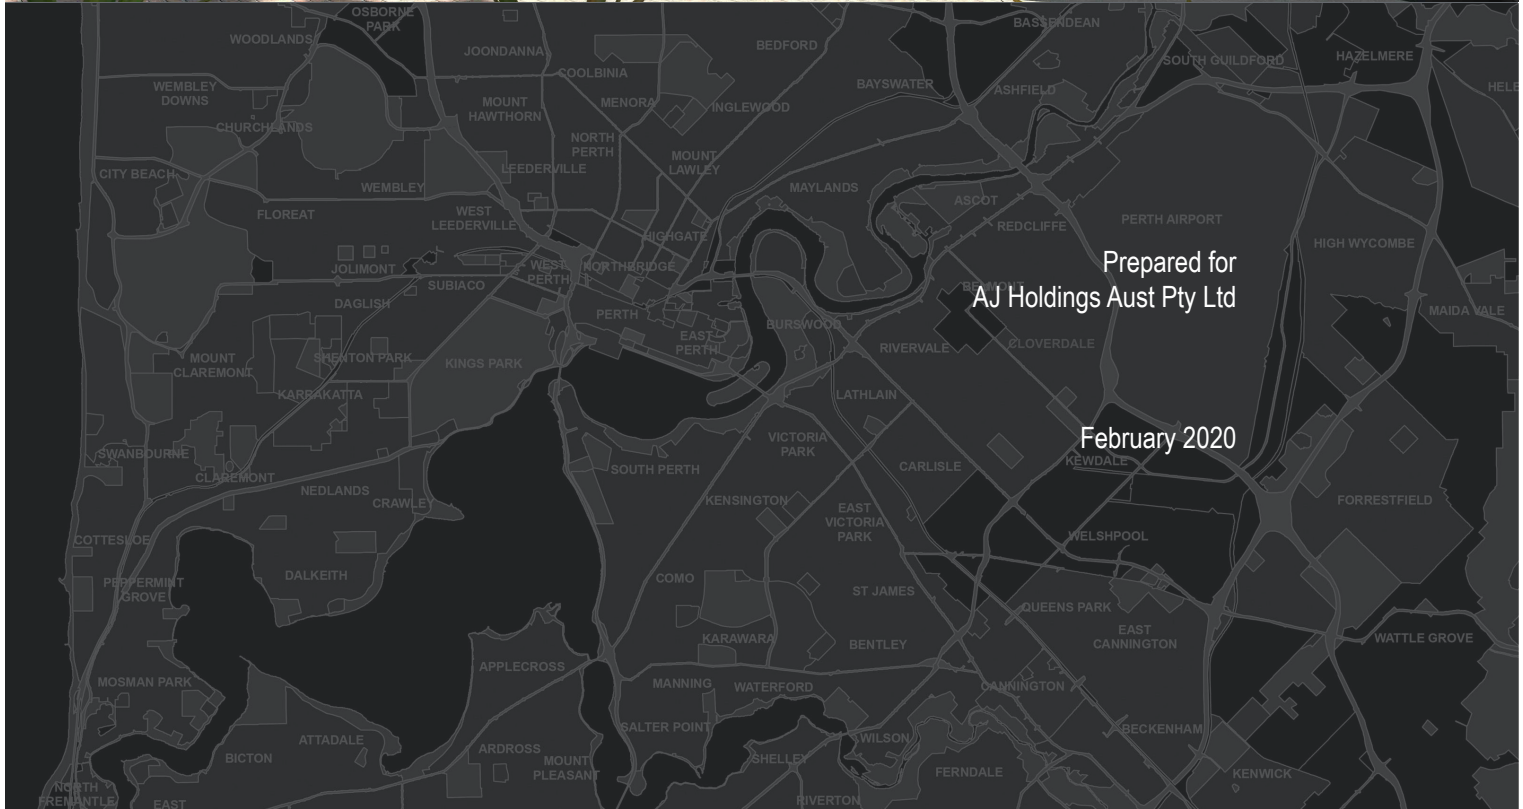 OSBORNE
PARK
BASSENDEAN
WOODLANDS
JOONDANNA
BEDFORD
SOUTH GUILDFORD
HAZELMERE
COOLBINIA
WEMBLEY
DOWNS
BAYSWATER
ASHFIELD
MOUNT
HAWTHORN
MENORA
INGLEWOOD
CHURCHLANDS
NORTH
PERTH
MOUNT
LAWLEY
LEEDERVILLE
CITY BEACH
WEMBLEY
MAYLANDS
ASCOT
FLOREAT
WEST
LEEDERVILLE
REDCLIFFE
PERTH AIRPORT
HIGHGATE
HIGH WYCOMBE
Prepared for
JOLIMONT
WEST
PERTH
NORTHBRIDGE
SUBIACO
BELMONT
AJ Holdings Aust Pty Ltd
DAGLISH
PERTH
MAIDA VALE
BURSWOOD
EAST
PERTH
RIVERVALE
CLOVERDALE
MOUNT
CLAREMONT
SHENTON PARK
KINGS PARK
KARRAKATTA
LATHLAIN
February 2020
VICTORIA
PARK
SWANBOURNE
KEWDALE
CLAREMONT
SOUTH PERTH
CARLISLE
NEDLANDS
CRAWLEY
KENSINGTON
FORRESTFIELD
EAST
VICTORIA
PARK
COTTESLOE
WELSHPOOL
PEPPERMINT
GROVE
DALKEITH
COMO
ST JAMES
QUEENS PARK
KARAWARA
BENTLEY
EAST
CANNINGTON
WATTLE GROVE
APPLECROSS
MOSMAN PARK
MANNING
WATERFORD
CANNINGTON
SALTER POINT
BECKENHAM
ATTADALE
WILSON
BICTON
ARDROSS
MOUNT
PLEASANT
SHELLEY
FERNDALE
KENWICK
NORTH
FREMANTLE
EAST
RIVERTON